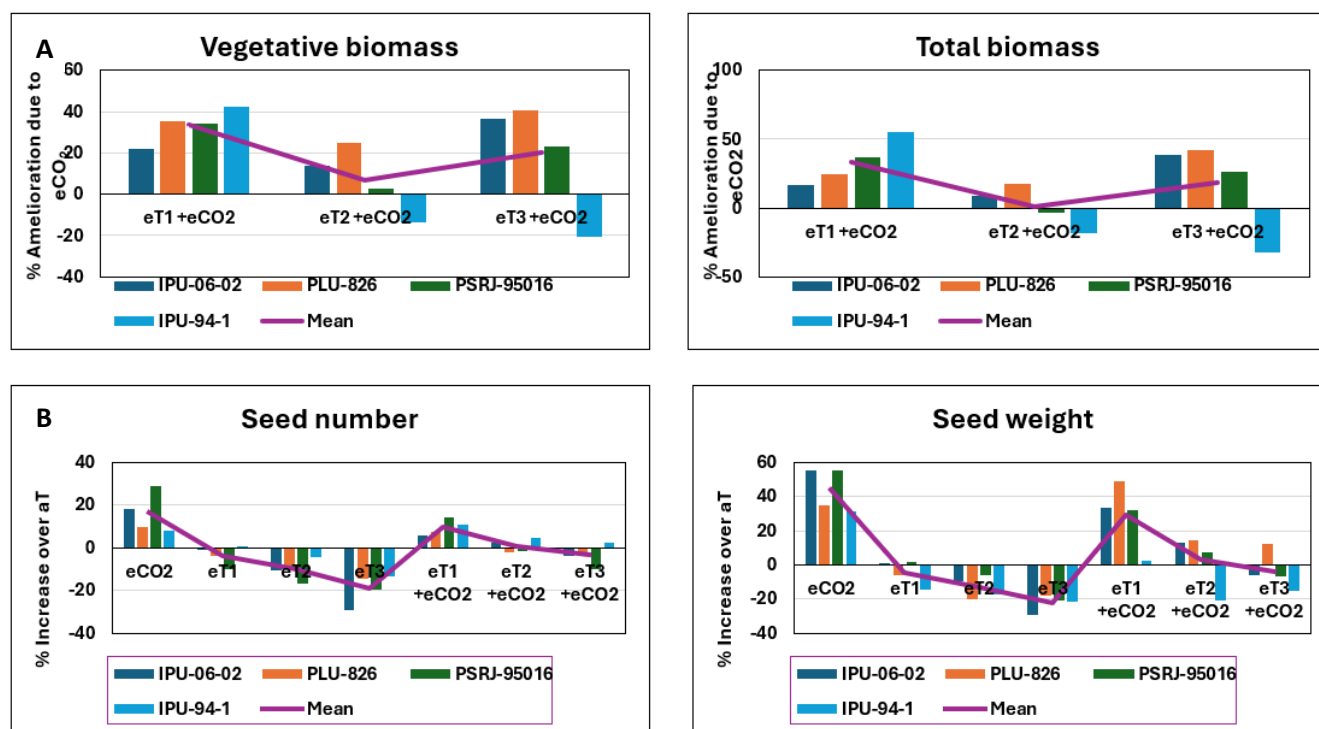 A
Vegetative biomass
% Amelioration due to
eCO2
60
40
20
0
-20
-40
eT1 +eCO2 eT2 +eCO2 eT3 +eCO2
IPU-06-02 PLU-826 PSRJ-95016
IPU-94-1 Mean
Total biomass
% Amelioration due to
eCO2
100
50
0
-50
eT1 +eCO2 eT2 +eCO2 eT3 +eCO2
IPU-06-02 PLU-826 PSRJ-95016
IPU-94-1 Mean
B
Seed number
% Increase over aT
40
20
0
-20
-40
eCO2 eT1 eT2 eT3 eT1 eT2 eT3
+eCO2 +eCO2 +eCO2
IPU-06-02 PLU-826 PSRJ-95016
IPU-94-1 Mean
Seed weight
% Increase over aT
60
40
20
0
-20
-40
eCO2 eT1 eT2 eT3 eT1 eT2 eT3
+eCO2 +eCO2 +eCO2
IPU-06-02 PLU-826 PSRJ-95016
IPU-94-1 Mean